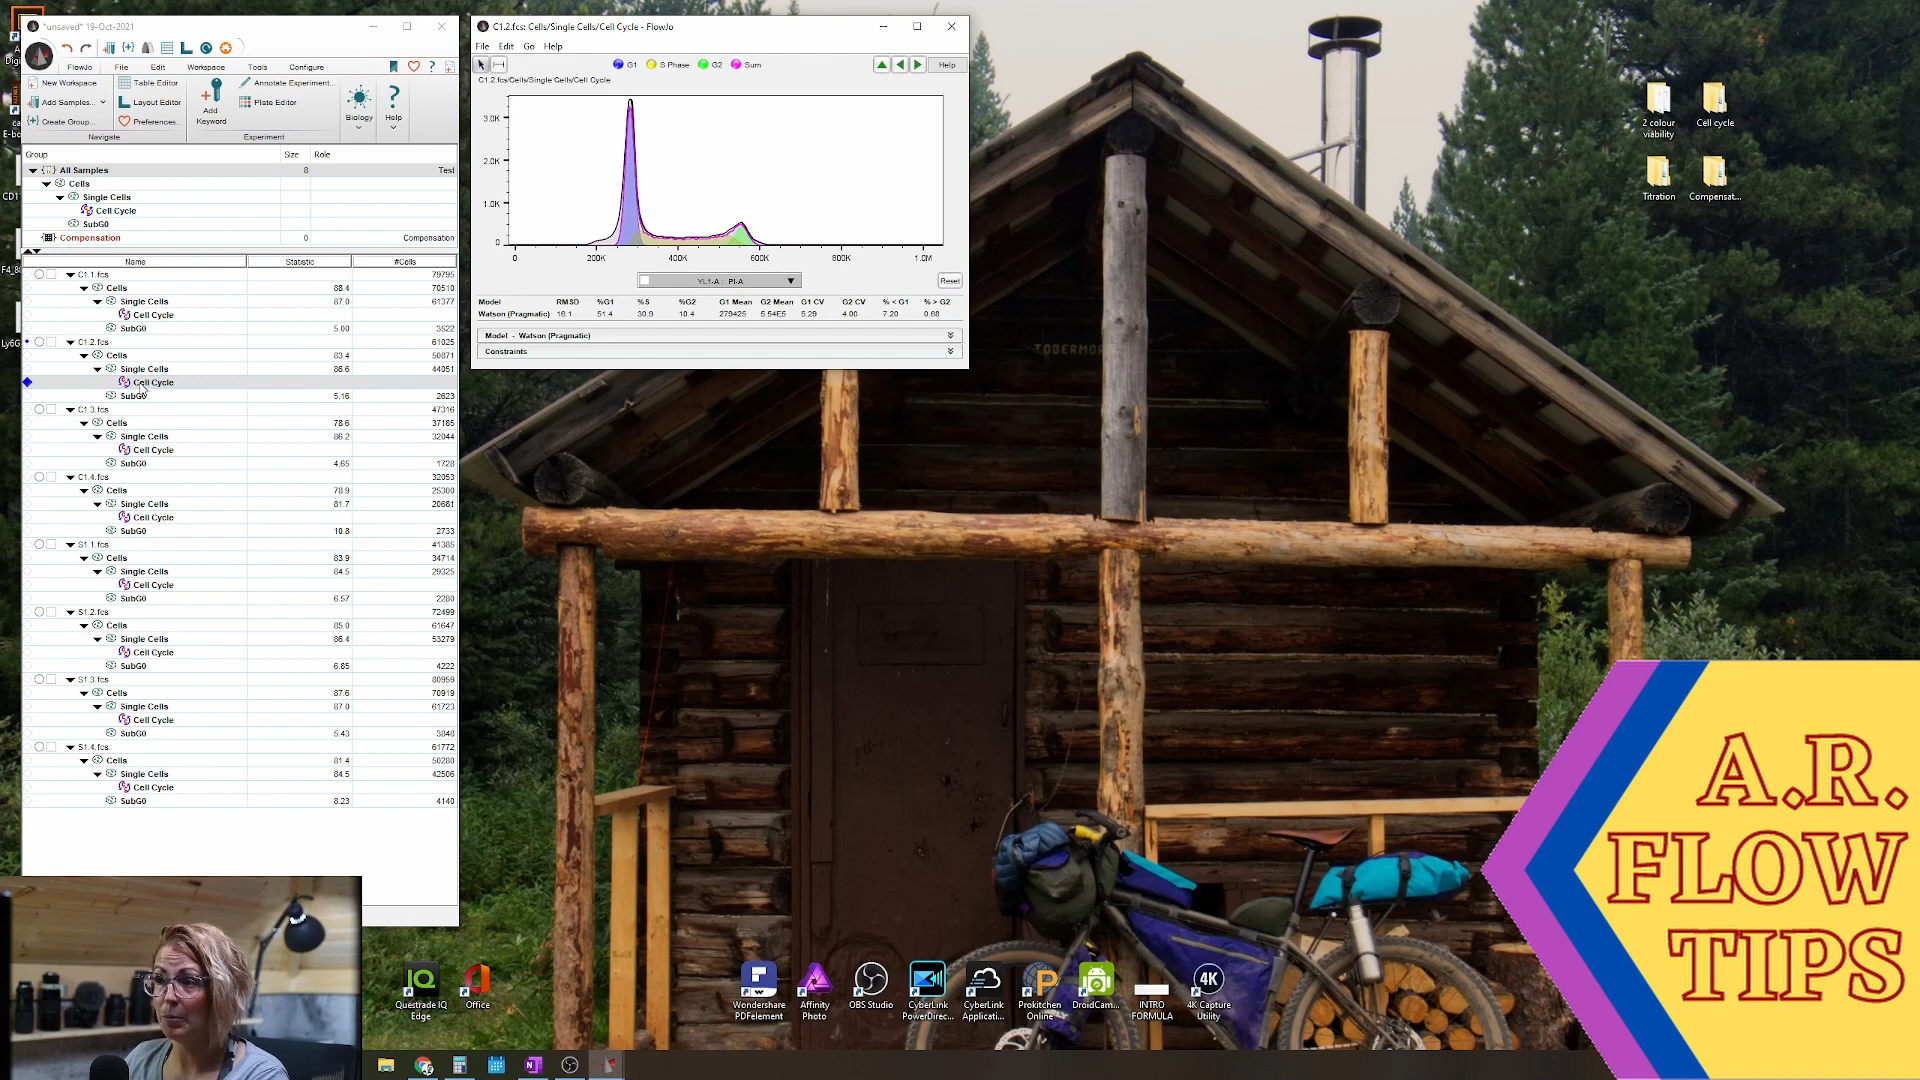 *unsaved* 19-Oct-2021
FlowJo File Edit Workspace Tools Configure
New Workspace
Add Samples...
Create Group...
Navigate
Table Editor
Layout Editor
Preferences...
Add Keyword
Annotate Experiment...
Plate Editor
Experiment
Biology
Help
Group Size Role
All Samples 8 Test
Cells
Single Cells
Cell Cycle
SubG0
Compensation 0 Compensation
Name Statistic #Cells
C1.1.fcs 79795
Cells 88.4 70510
Single Cells 87.0 61377
Cell Cycle
SubG0 5.00 3522
C1.2.fcs 61025
Cells 83.4 50871
Single Cells 86.6 44051
Cell Cycle
SubG0 5.16 2623
C1.3.fcs 47316
Cells 78.6 37185
Single Cells 86.2 32044
Cell Cycle
SubG0 4.65 1728
C1.4.fcs 32053
Cells 78.9 25300
Single Cells 81.7 20681
Cell Cycle
SubG0 10.8 2733
S1.1.fcs 41385
Cells 83.9 34714
Single Cells 84.5 29325
Cell Cycle
SubG0 6.57 2280
S1.2.fcs 72499
Cells 85.0 61647
Single Cells 86.4 53279
Cell Cycle
SubG0 6.85 4222
S1.3.fcs 80959
Cells 87.6 70919
Single Cells 87.0 61723
Cell Cycle
SubG0 5.43 3848
S1.4.fcs 61772
Cells 81.4 50280
Single Cells 84.5 42506
Cell Cycle
SubG0 8.23 4140
C1.2.fcs: Cells/Single Cells/Cell Cycle - FlowJo
File Edit Go Help
G1 S Phase G2 Sum
Help
C1.2.fcs/Cells/Single Cells/Cell Cycle
3.0K
2.0K
1.0K
0
0 200K 400K 600K 800K 1.0M
YL1-A :: PI-A
Reset
Model RMSD %G1 %S %G2 G1 Mean G2 Mean G1 CV G2 CV % < G1 % > G2
Watson (Pragmatic) 16.1 51.4 30.9 10.4 279425 5.54E5 5.29 4.00 7.20 0.68
Model - Watson (Pragmatic)
Constraints
2 colour viability
Cell cycle
Titration
Compensat...
Questrade IQ Edge
Office
Wondershare PDFelement
Affinity Photo
OBS Studio
CyberLink PowerDirec...
CyberLink Applicati...
Prokitchen Online
DroidCam...
INTRO FORMULA
4K Capture Utility
A.R.
FLOW
TIPS